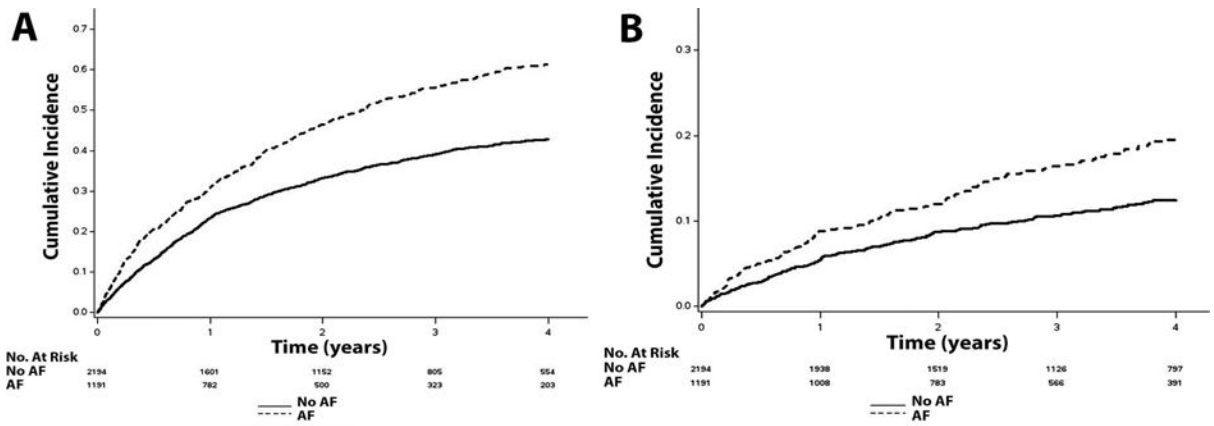 A
Cumulative Incidence
0.7
0.6
0.5
0.4
0.3
0.2
0.1
0.0
0 1 2 3 4
Time (years)
No. At Risk
No AF 2194 1601 1152 805 554
AF 1191 782 500 323 203
No AF
AF
B
Cumulative Incidence
0.3
0.2
0.1
0.0
0 1 2 3 4
Time (years)
No. At Risk
No AF 2194 1938 1519 1126 797
AF 1191 1008 783 566 391
No AF
AF